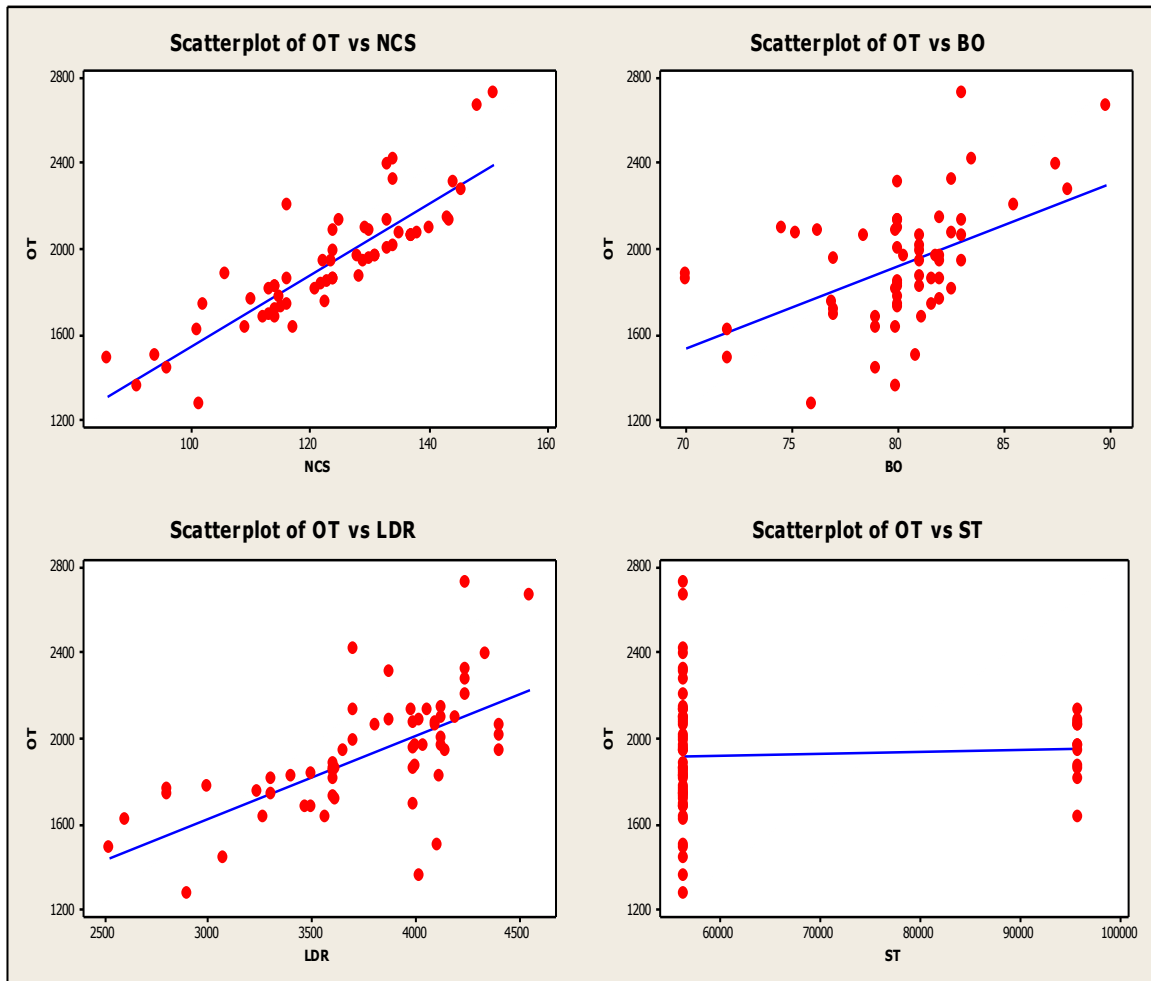 Scatterplot of OT vs NCS
2800
2400
2000
1600
1200
OT
100 120 140 160
NCS
Scatterplot of OT vs BO
2800
2400
2000
1600
1200
OT
70 75 80 85 90
BO
Scatterplot of OT vs LDR
2800
2400
2000
1600
1200
OT
2500 3000 3500 4000 4500
LDR
Scatterplot of OT vs ST
2800
2400
2000
1600
1200
OT
60000 70000 80000 90000 100000
ST